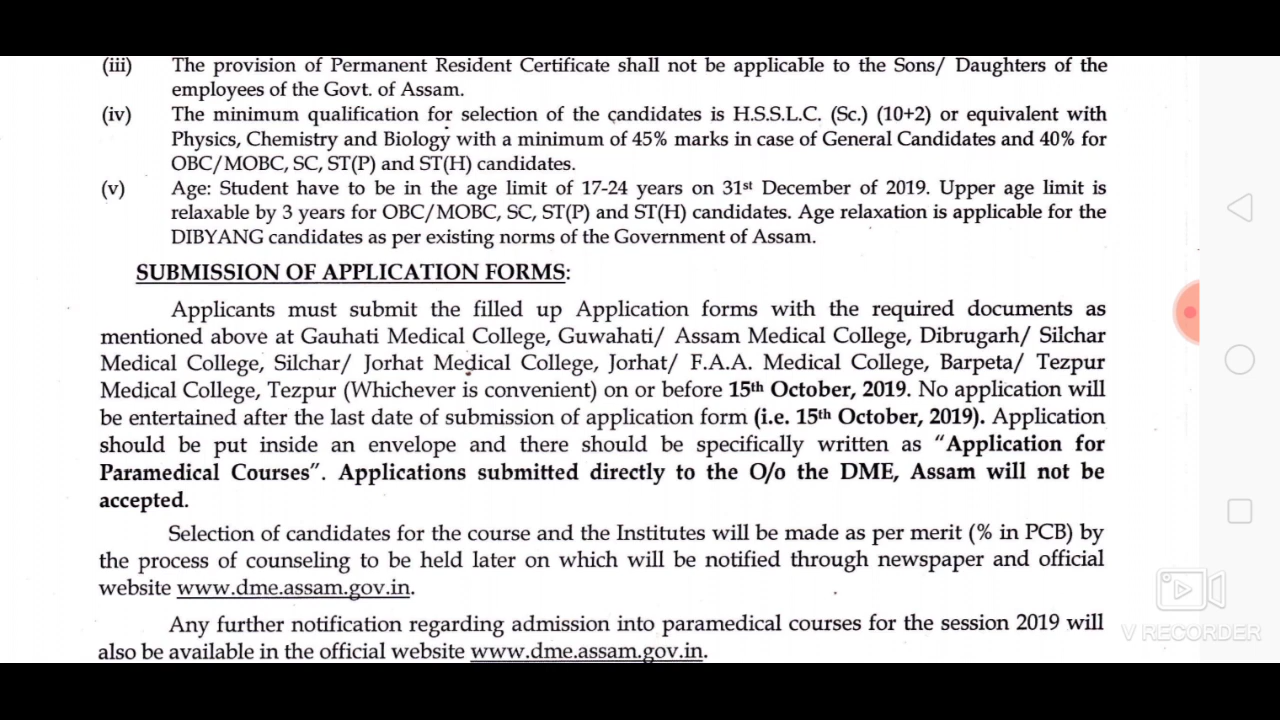 (iii) The provision of Permanent Resident Certificate shall not be applicable to the Sons/ Daughters of the
employees of the Govt. of Assam.
(iv) The minimum qualification for selection of the candidates is H.S.S.L.C. (Sc.) (10+2) or equivalent with
Physics, Chemistry and Biology with a minimum of 45% marks in case of General Candidates and 40% for
OBC/MOBC, SC, ST(P) and ST(H) candidates.
(v) Age: Student have to be in the age limit of 17-24 years on 31st December of 2019. Upper age limit is
relaxable by 3 years for OBC/MOBC, SC, ST(P) and ST(H) candidates. Age relaxation is applicable for the
DIBYANG candidates as per existing norms of the Government of Assam.
SUBMISSION OF APPLICATION FORMS:
Applicants must submit the filled up Application forms with the required documents as
mentioned above at Gauhati Medical College, Guwahati/ Assam Medical College, Dibrugarh/ Silchar
Medical College, Silchar/ Jorhat Medical College, Jorhat/ F.A.A. Medical College, Barpeta/ Tezpur
Medical College, Tezpur (Whichever is convenient) on or before 15th October, 2019. No application will
be entertained after the last date of submission of application form (i.e. 15th October, 2019). Application
should be put inside an envelope and there should be specifically written as "Application for
Paramedical Courses". Applications submitted directly to the O/o the DME, Assam will not be
accepted.
Selection of candidates for the course and the Institutes will be made as per merit (% in PCB) by
the process of counseling to be held later on which will be notified through newspaper and official
website www.dme.assam.gov.in.
Any further notification regarding admission into paramedical courses for the session 2019 will
also be available in the official website www.dme.assam.gov.in.
V RECORDER